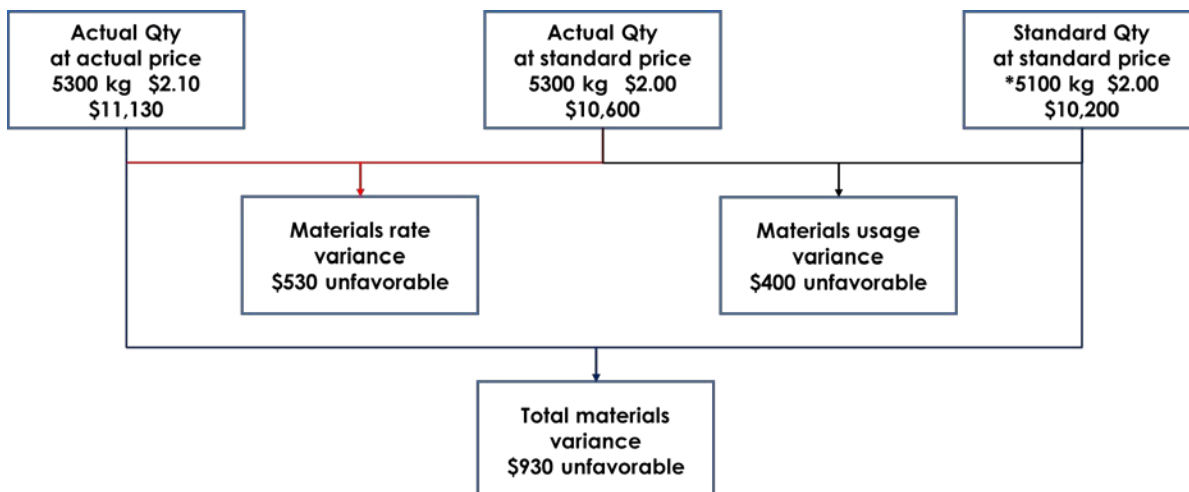 Actual Qty
at actual price
5300 kg $2.10
$11,130
Actual Qty
at standard price
5300 kg $2.00
$10,600
Standard Qty
at standard price
*5100 kg $2.00
$10,200
Materials rate
variance
$530 unfavorable
Materials usage
variance
$400 unfavorable
Total materials
variance
$930 unfavorable